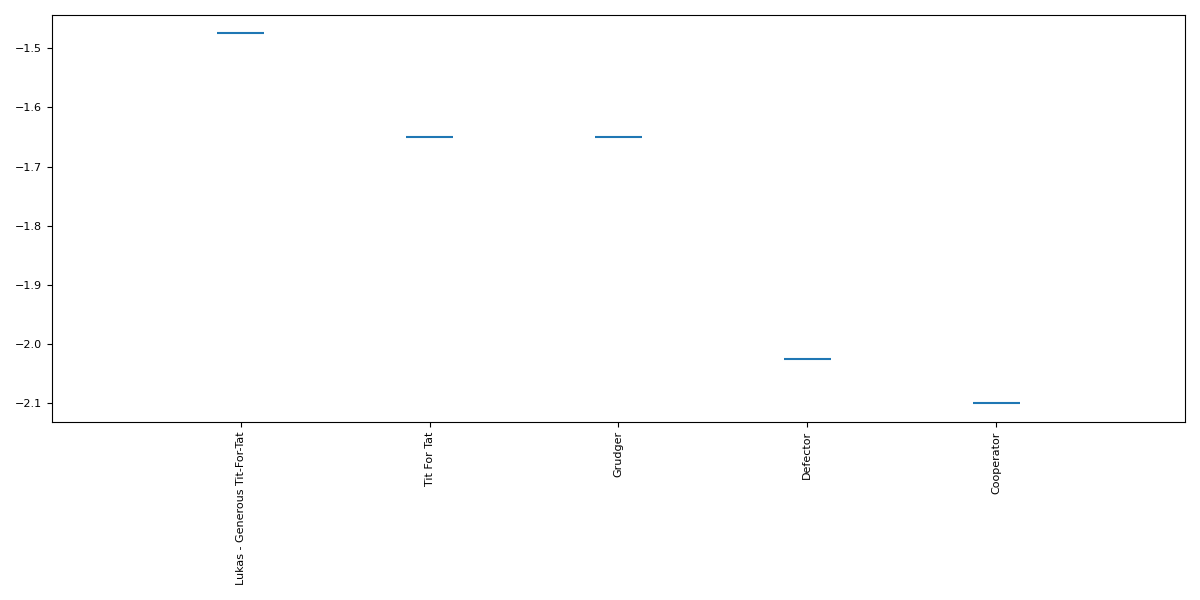 −1.5
−1.6
−1.7
−1.8
−1.9
−2.0
−2.1
Lukas - Generous Tit-For-Tat
Tit For Tat
Grudger
Defector
Cooperator